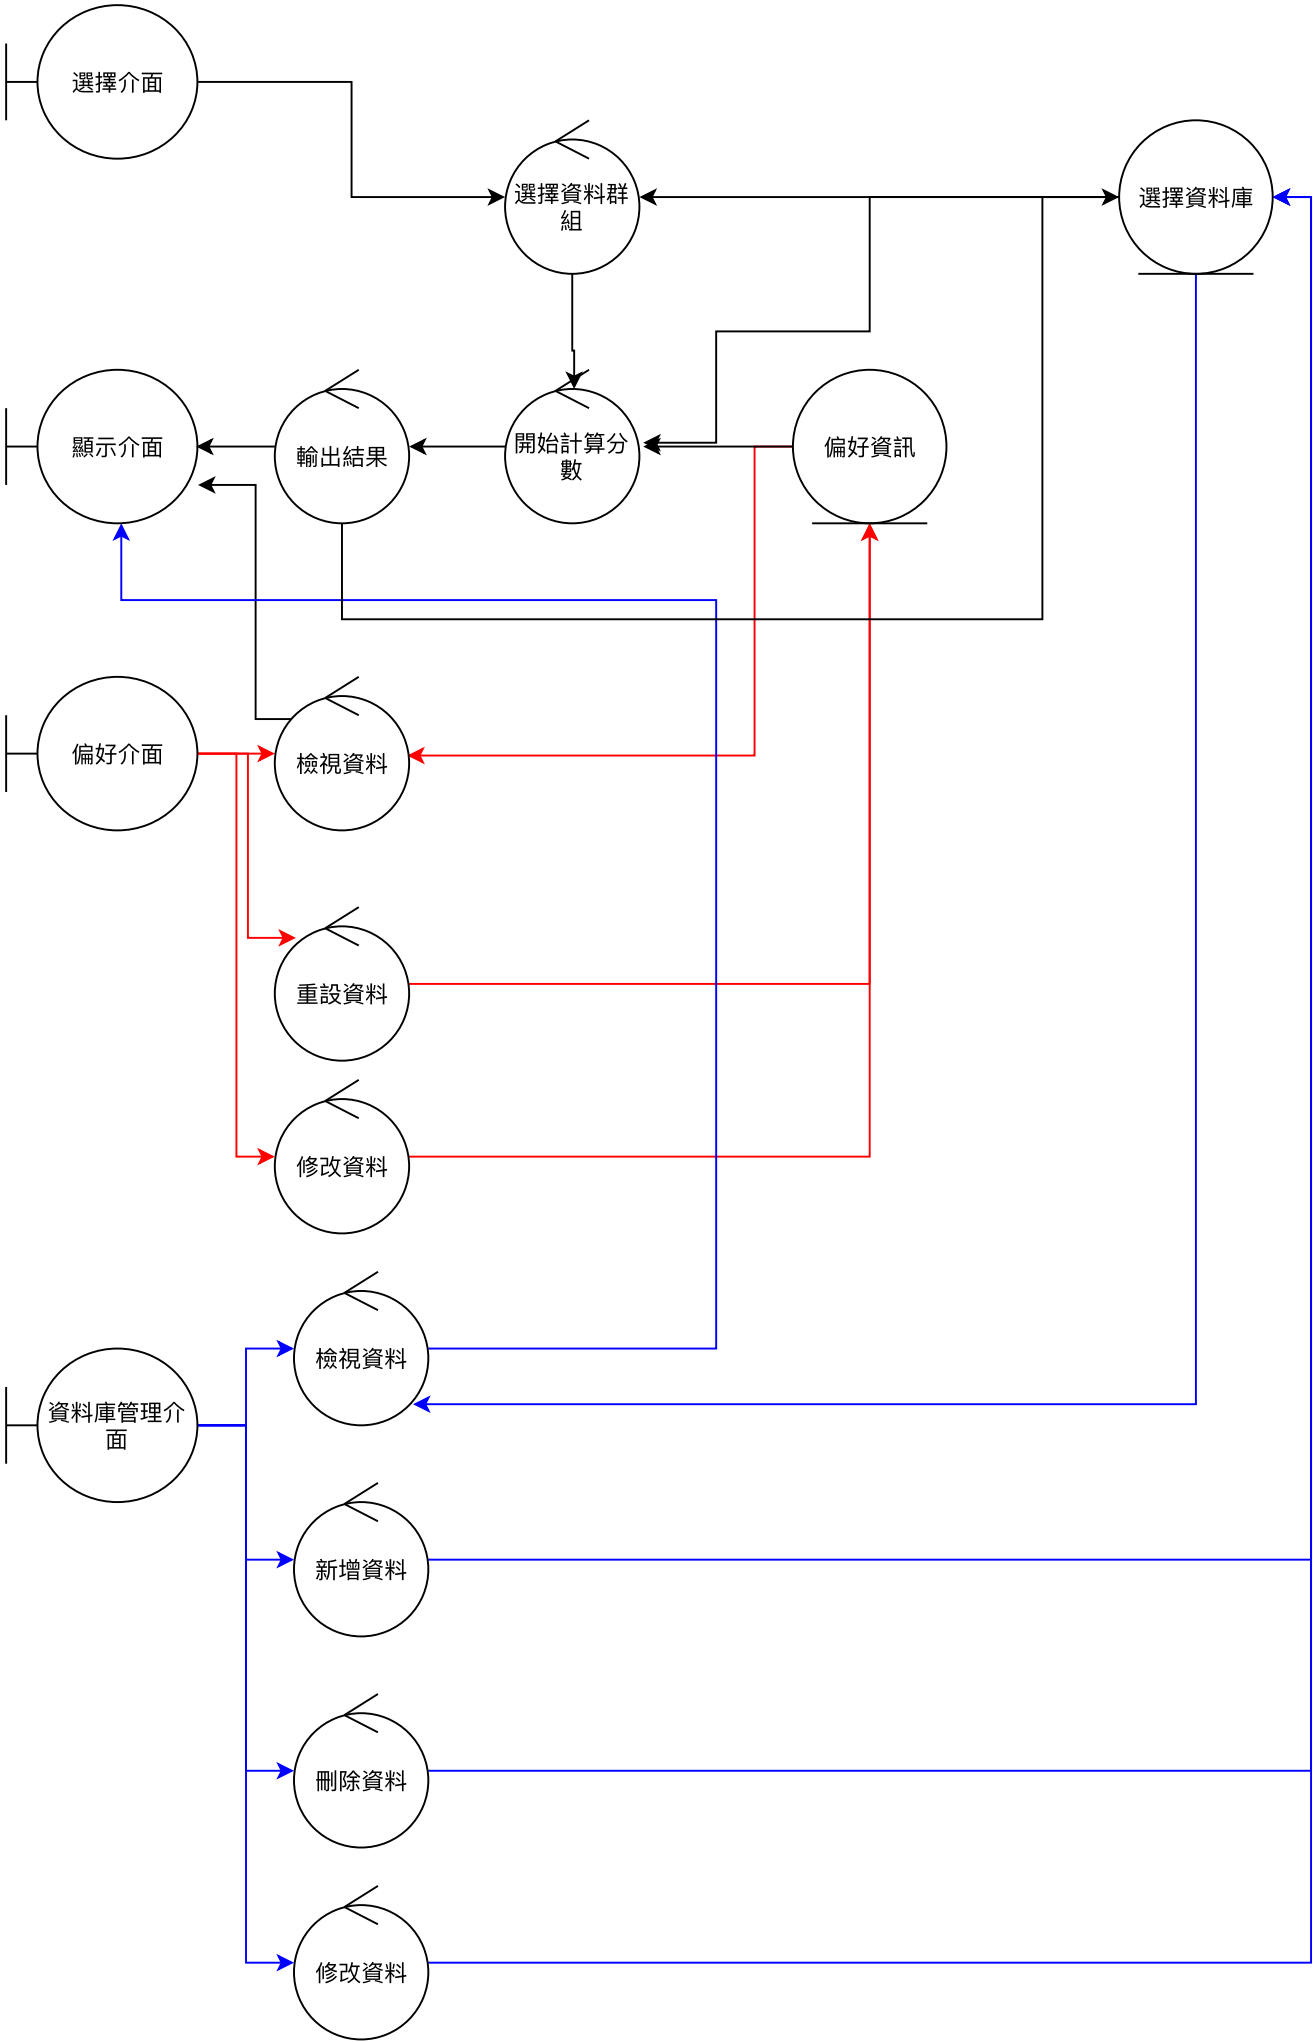 選擇介面
選擇資料群
組
選擇資料庫
顯示介面
輸出結果
開始計算分
數
偏好資訊
偏好介面
檢視資料
重設資料
修改資料
檢視資料
資料庫管理介
面
新增資料
刪除資料
修改資料